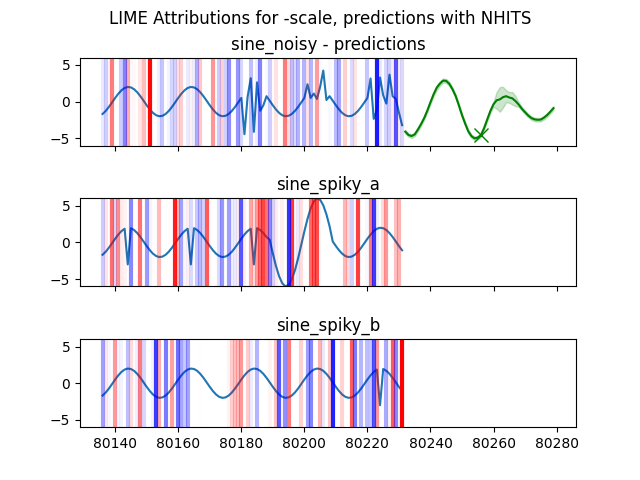 LIME Attributions for -scale, predictions with NHITS
sine_noisy - predictions
5
0
−5
sine_spiky_a
5
0
−5
sine_spiky_b
5
0
−5
80140 80160 80180 80200 80220 80240 80260 80280